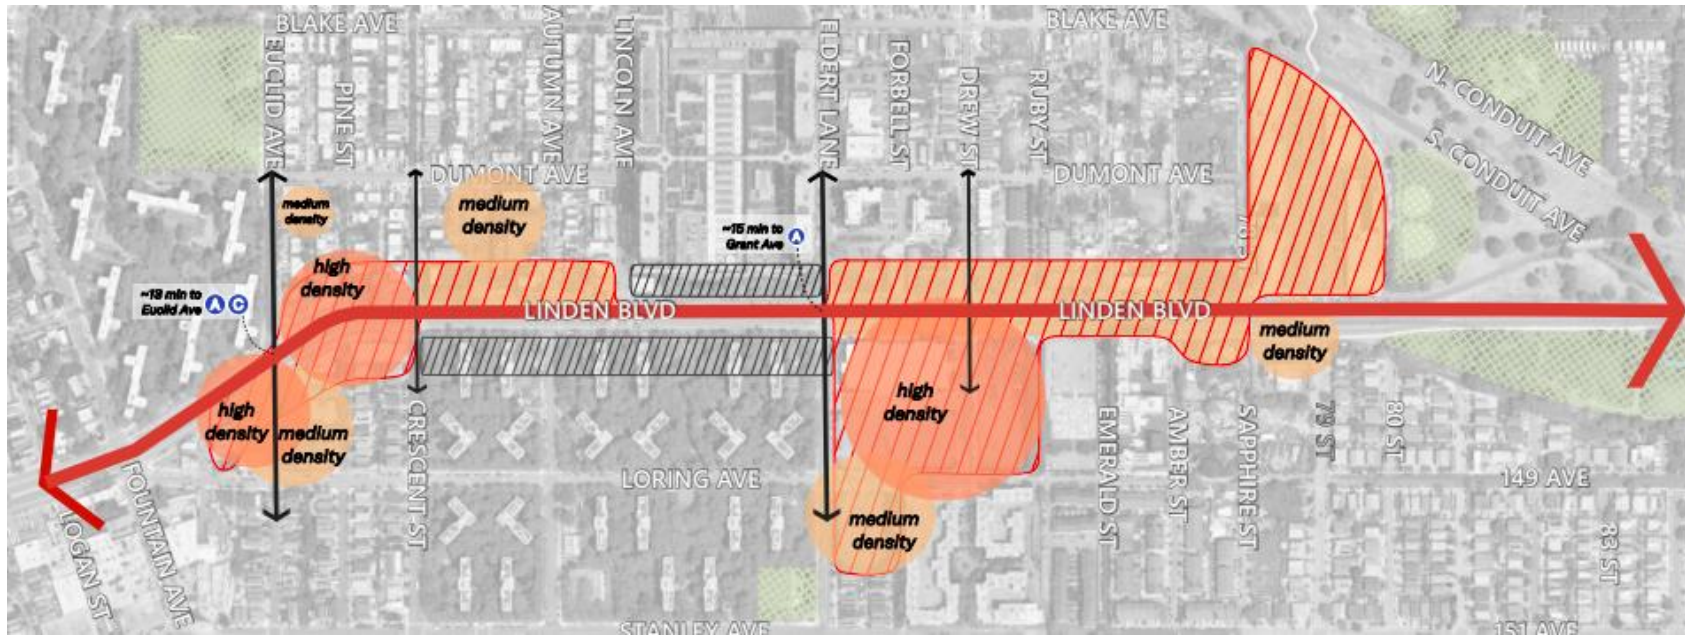 BLAKE AVE
BLAKE AVE
EUCLID AVE
PINE ST
AUTUMN AVE
LINCOLN AVE
ELDERT LANE
FORBELL ST
DREW ST
RUBY ST
N. CONDUIT AVE
S. CONDUIT AVE
DUMONT AVE
DUMONT AVE
medium
density
medium
density
~15 min to
Grant Ave
A
high
density
~13 min to
Euclid Ave
A C
LINDEN BLVD
LINDEN BLVD
medium
density
high
density
medium
density
high
density
CRESCENT ST
EMERALD ST
AMBER ST
SAPPHIRE ST
79 ST
80 ST
LORING AVE
149 AVE
FOUNTAIN AVE
LOGAN ST
medium
density
83 ST
STANLEY AVE
151 AVE